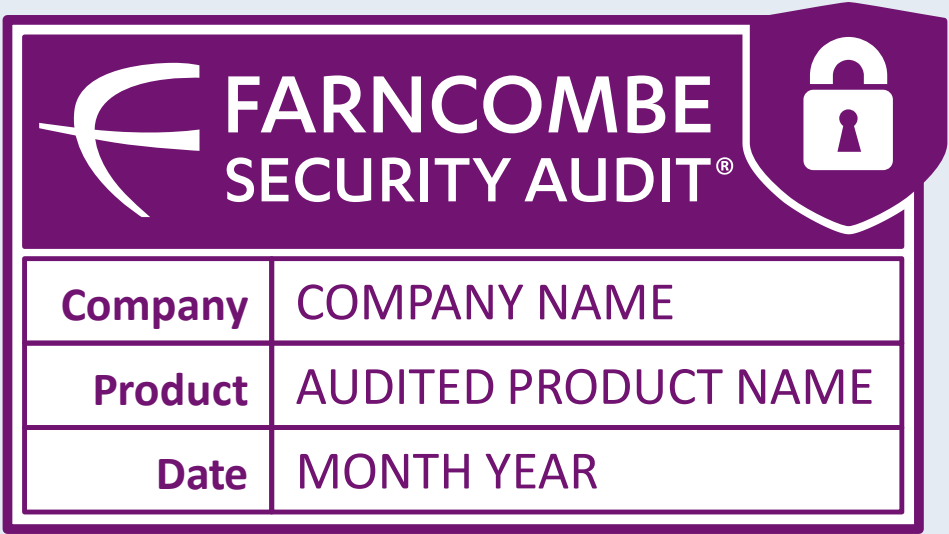 FARNCOMBE
SECURITY AUDIT®
Company COMPANY NAME
Product AUDITED PRODUCT NAME
Date MONTH YEAR